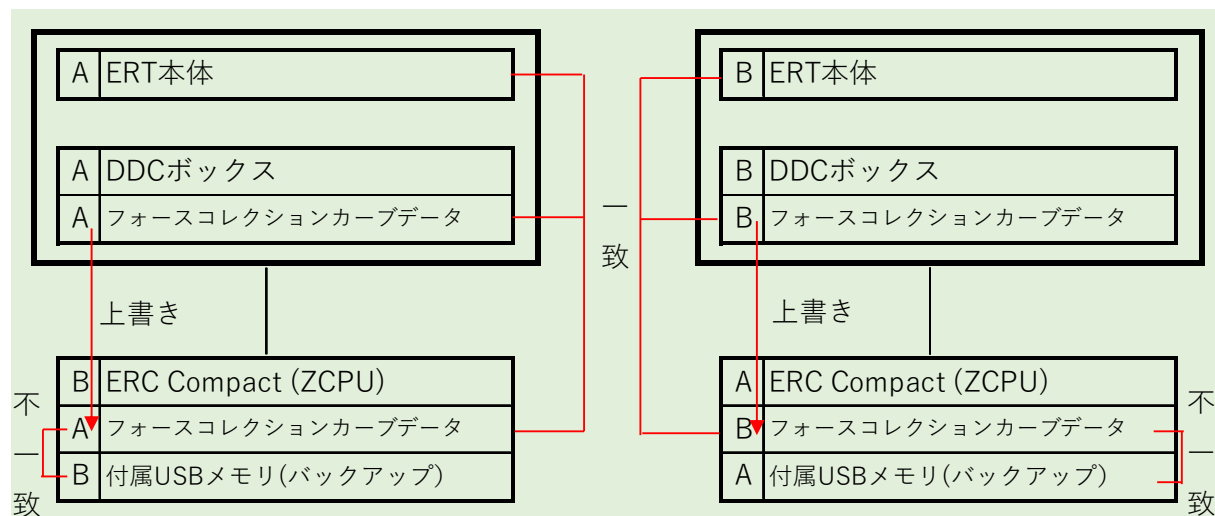 A ERT本体
A DDCボックス
A フォースコレクションカーブデータ
上書き
B ERC Compact (ZCPU)
A フォースコレクションカーブデータ
B 付属USBメモリ(バックアップ)
不一致
一致
B ERT本体
B DDCボックス
B フォースコレクションカーブデータ
上書き
A ERC Compact (ZCPU)
B フォースコレクションカーブデータ
A 付属USBメモリ(バックアップ)
不一致